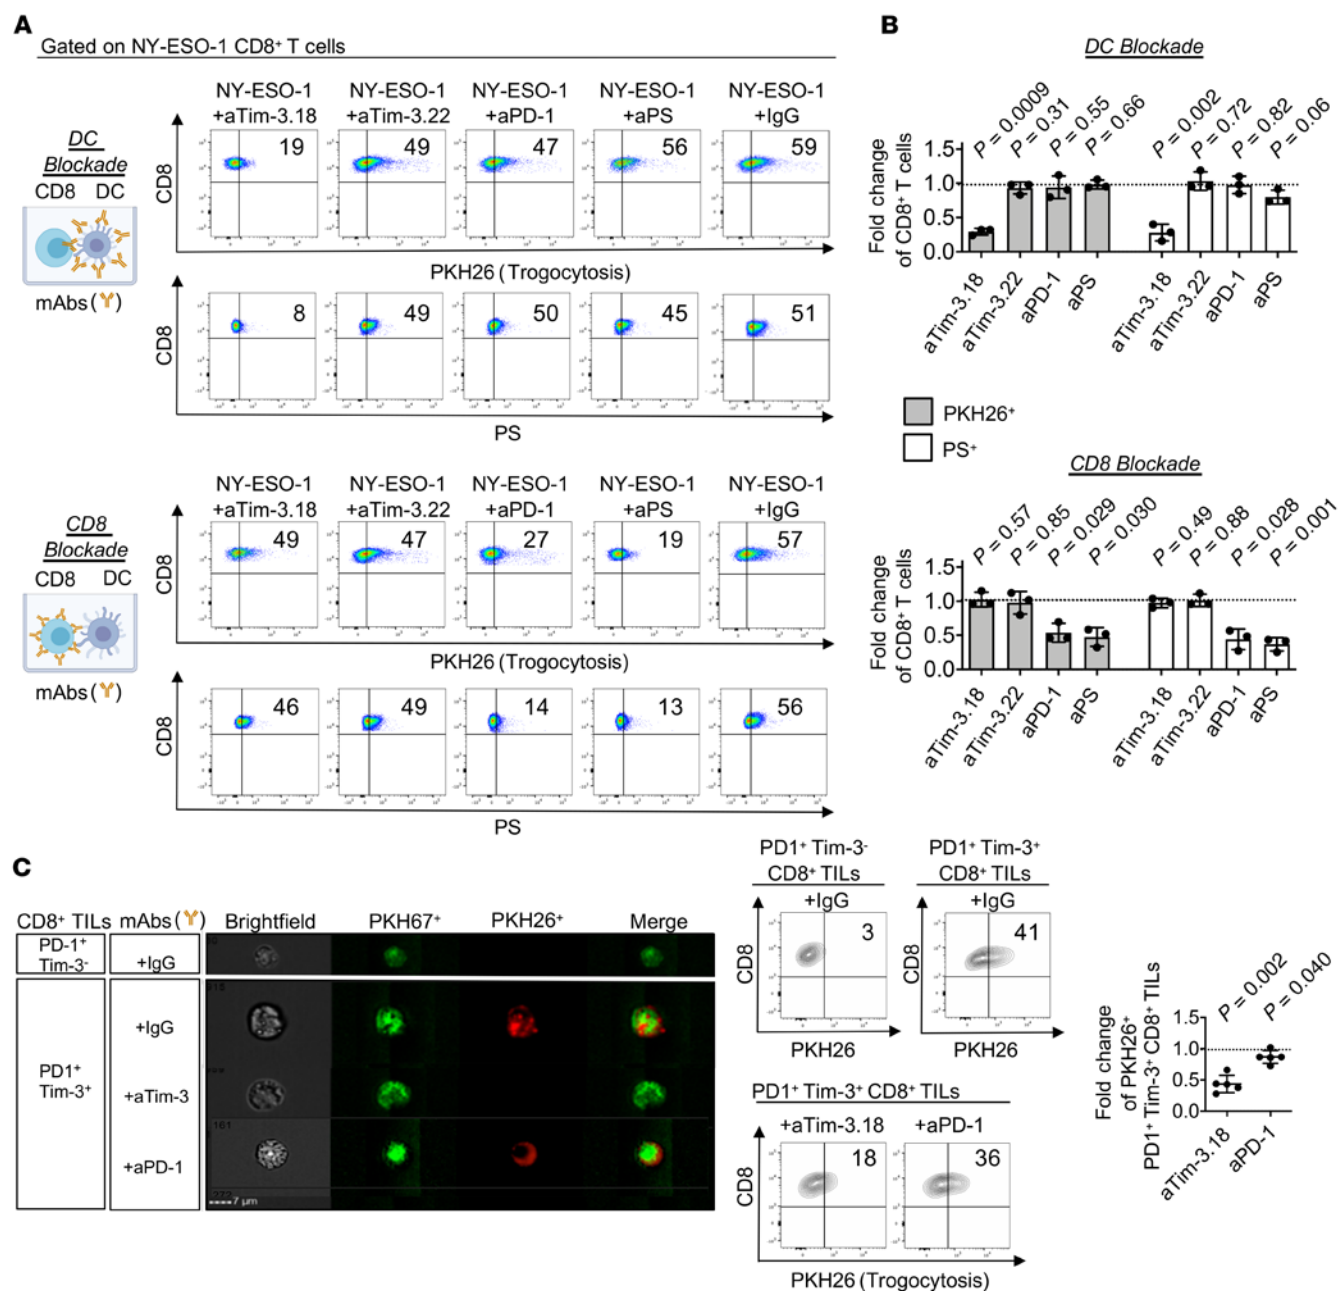 A
Gated on NY-ESO-1 CD8⁺ T cells
DC
Blockade
CD8 DC
mAbs ( )
NY-ESO-1 NY-ESO-1 NY-ESO-1 NY-ESO-1 NY-ESO-1
+aTim-3.18 +aTim-3.22 +aPD-1 +aPS +IgG
CD8
19 49 47 56 59
PKH26 (Trogocytosis)
CD8
8 49 50 45 51
PS
CD8
Blockade
CD8 DC
mAbs ( )
NY-ESO-1 NY-ESO-1 NY-ESO-1 NY-ESO-1 NY-ESO-1
+aTim-3.18 +aTim-3.22 +aPD-1 +aPS +IgG
CD8
49 47 27 19 57
PKH26 (Trogocytosis)
CD8
46 49 14 13 56
PS
B
DC Blockade
P = 0.0009 P = 0.31 P = 0.55 P = 0.66 P = 0.002 P = 0.72 P = 0.82 P = 0.06
Fold change
of CD8⁺ T cells
1.5
1.0
0.5
0.0
aTim-3.18 aTim-3.22 aPD-1 aPS aTim-3.18 aTim-3.22 aPD-1 aPS
PKH26⁺
PS⁺
CD8 Blockade
P = 0.57 P = 0.85 P = 0.029 P = 0.030 P = 0.49 P = 0.88 P = 0.028 P = 0.001
Fold change
of CD8⁺ T cells
1.5
1.0
0.5
0.0
aTim-3.18 aTim-3.22 aPD-1 aPS aTim-3.18 aTim-3.22 aPD-1 aPS
C
CD8⁺ TILs mAbs ( ) Brightfield PKH67⁺ PKH26⁺ Merge
PD-1⁺
Tim-3⁻ +IgG
PD1⁺
Tim-3⁺
+IgG
+aTim-3
+aPD-1
161
7 µm
PD1⁺ Tim-3⁻ PD1⁺ Tim-3⁺
CD8⁺ TILs CD8⁺ TILs
+IgG +IgG
CD8
3 41
PKH26 PKH26
PD1⁺ Tim-3⁺ CD8⁺ TILs
+aTim-3.18 +aPD-1
CD8
18 36
PKH26 (Trogocytosis)
P = 0.002 P = 0.040
Fold change
of PKH26⁺
PD1⁺ Tim-3⁺ CD8⁺ TILs
1.5
1.0
0.5
0.0
aTim-3.18 aPD-1